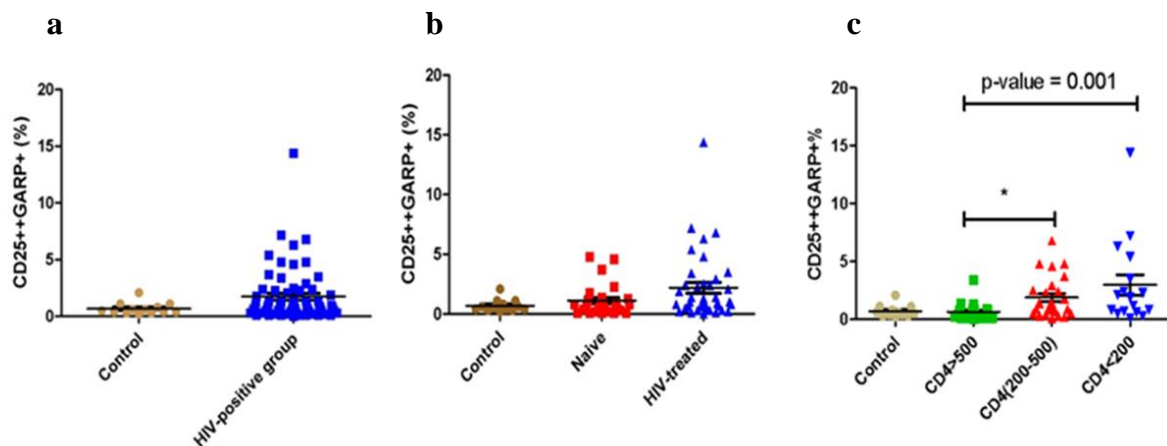 a
b
c
CD25++GARP+ (%)
20
15
10
5
0
Control
HIV-positive group
CD25++GARP+ (%)
20
15
10
5
0
Control
Naive
HIV-treated
CD25++GARP+%
20
15
10
5
0
p-value = 0.001
*
Control
CD4>500
CD4(200-500)
CD4<200